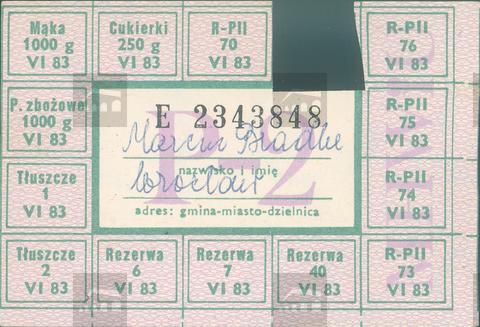 Mąka
1000 g
VI 83
Cukierki
250 g
VI 83
R-PII
70
VI 83
R-PII
76
VI 83
P. zbożowe
1000 g
VI 83
P-2
E 2343848
Marcin
nazwisko i imię
Wrocław
adres: gmina-miasto-dzielnica
R-PII
75
VI 83
Tłuszcze
1
VI 83
R-PII
74
VI 83
Tłuszcze
2
VI 83
Rezerwa
6
VI 83
Rezerwa
7
VI 83
Rezerwa
40
VI 83
R-PII
73
VI 83